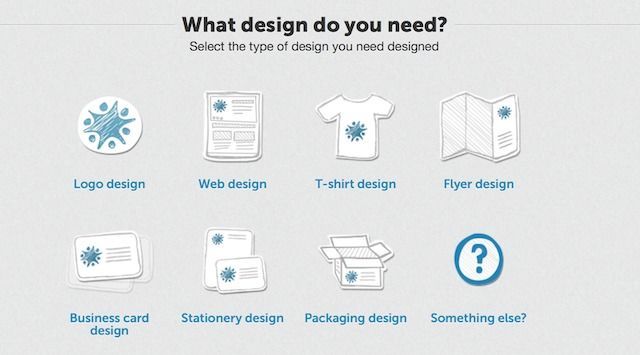 What design do you need?
Select the type of design you need designed
Logo design
Web design
T-shirt design
Flyer design
Business card
design
Stationery design
Packaging design
?
Something else?